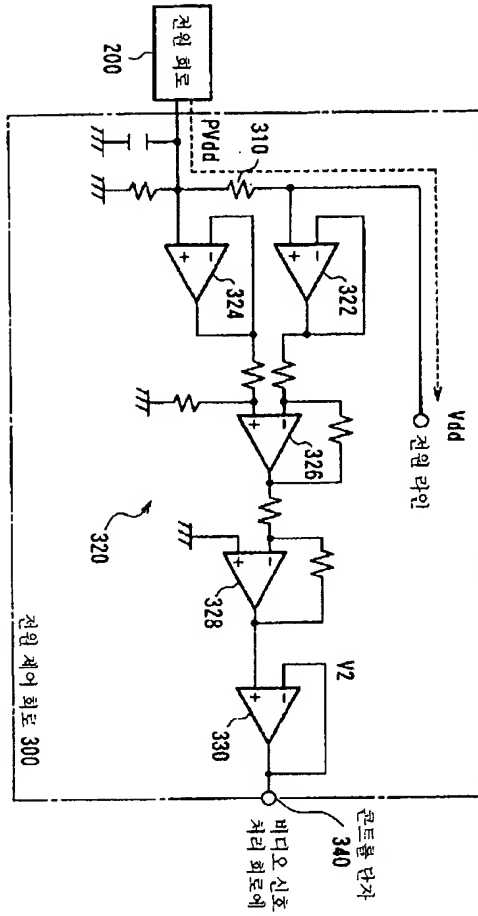 전원 회로
200
PVdd
310
324
322
Vdd
전원 라인
326
320
328
V2
330
340
콘트롤 단자
비디오 신호
처리 회로에
전원 제어 회로 300